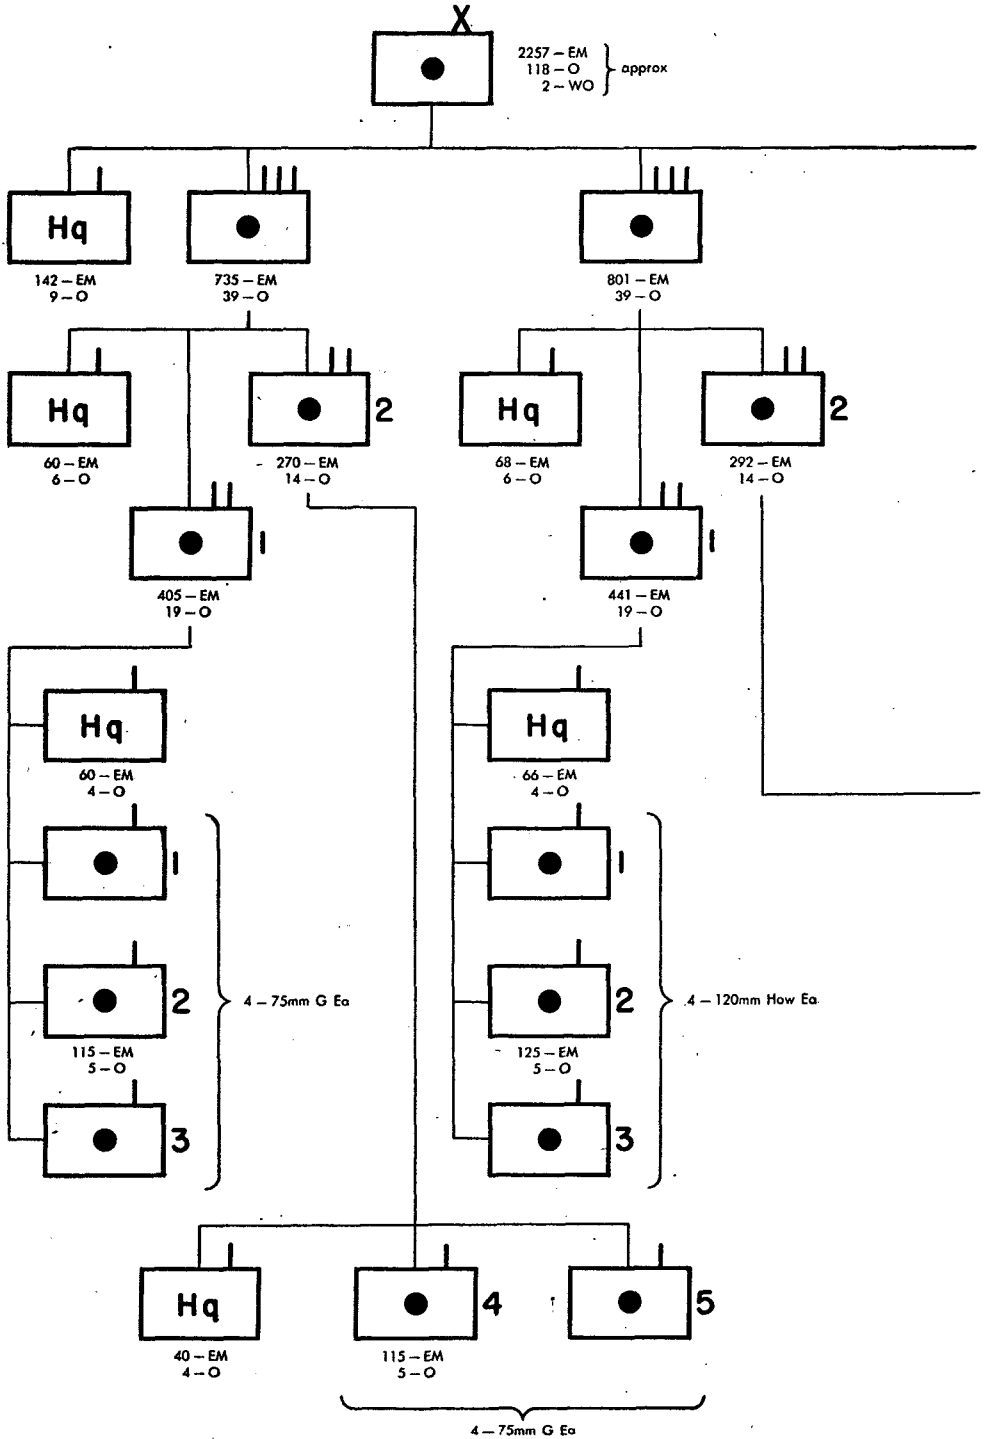 X
2257 – EM
118 – O
2 – WO
approx
Hq
142 – EM
9 – O
735 – EM
39 – O
801 – EM
39 – O
Hq
60 – EM
6 – O
2
270 – EM
14 – O
Hq
68 – EM
6 – O
2
292 – EM
14 – O
1
405 – EM
19 – O
1
441 – EM
19 – O
Hq
60 – EM
4 – O
Hq
66 – EM
4 – O
1
1
2
115 – EM
5 – O
4 – 75mm G Ea
2
125 – EM
5 – O
4 – 120mm How Ea
3
3
Hq
40 – EM
4 – O
4
115 – EM
5 – O
5
4 – 75mm G Ea